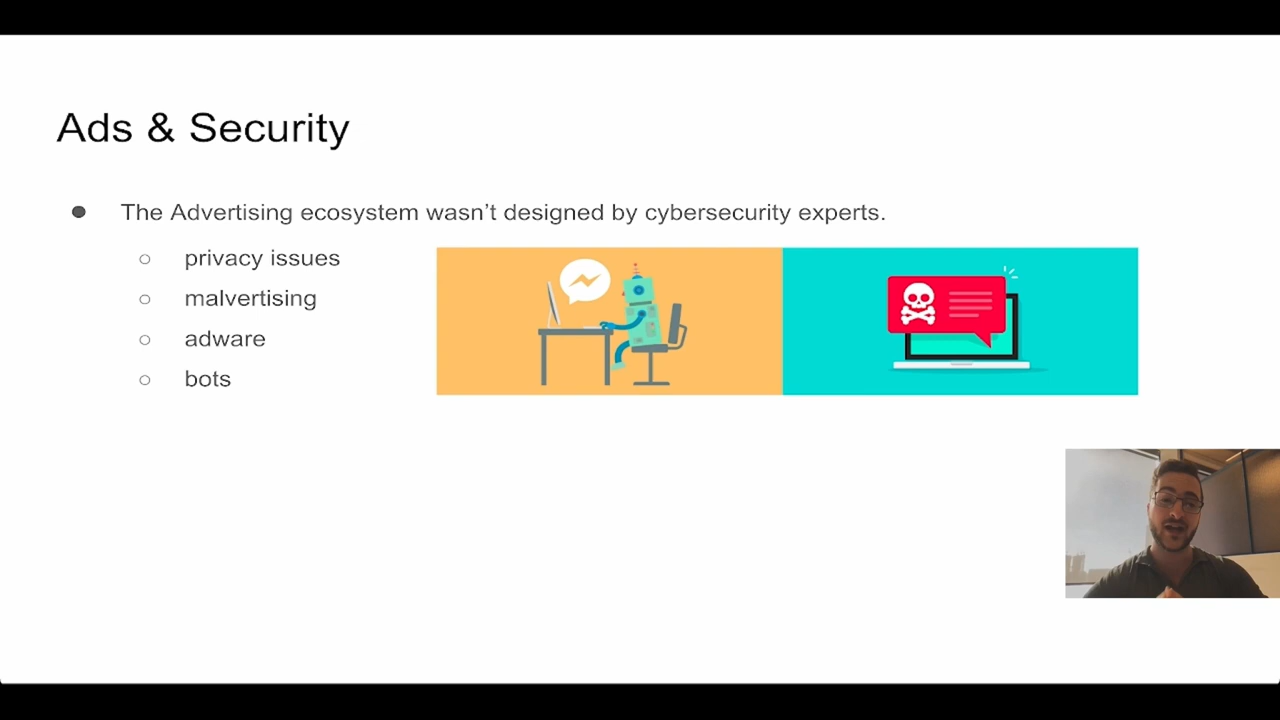 Ads & Security
The Advertising ecosystem wasn’t designed by cybersecurity experts.
privacy issues
malvertising
adware
bots